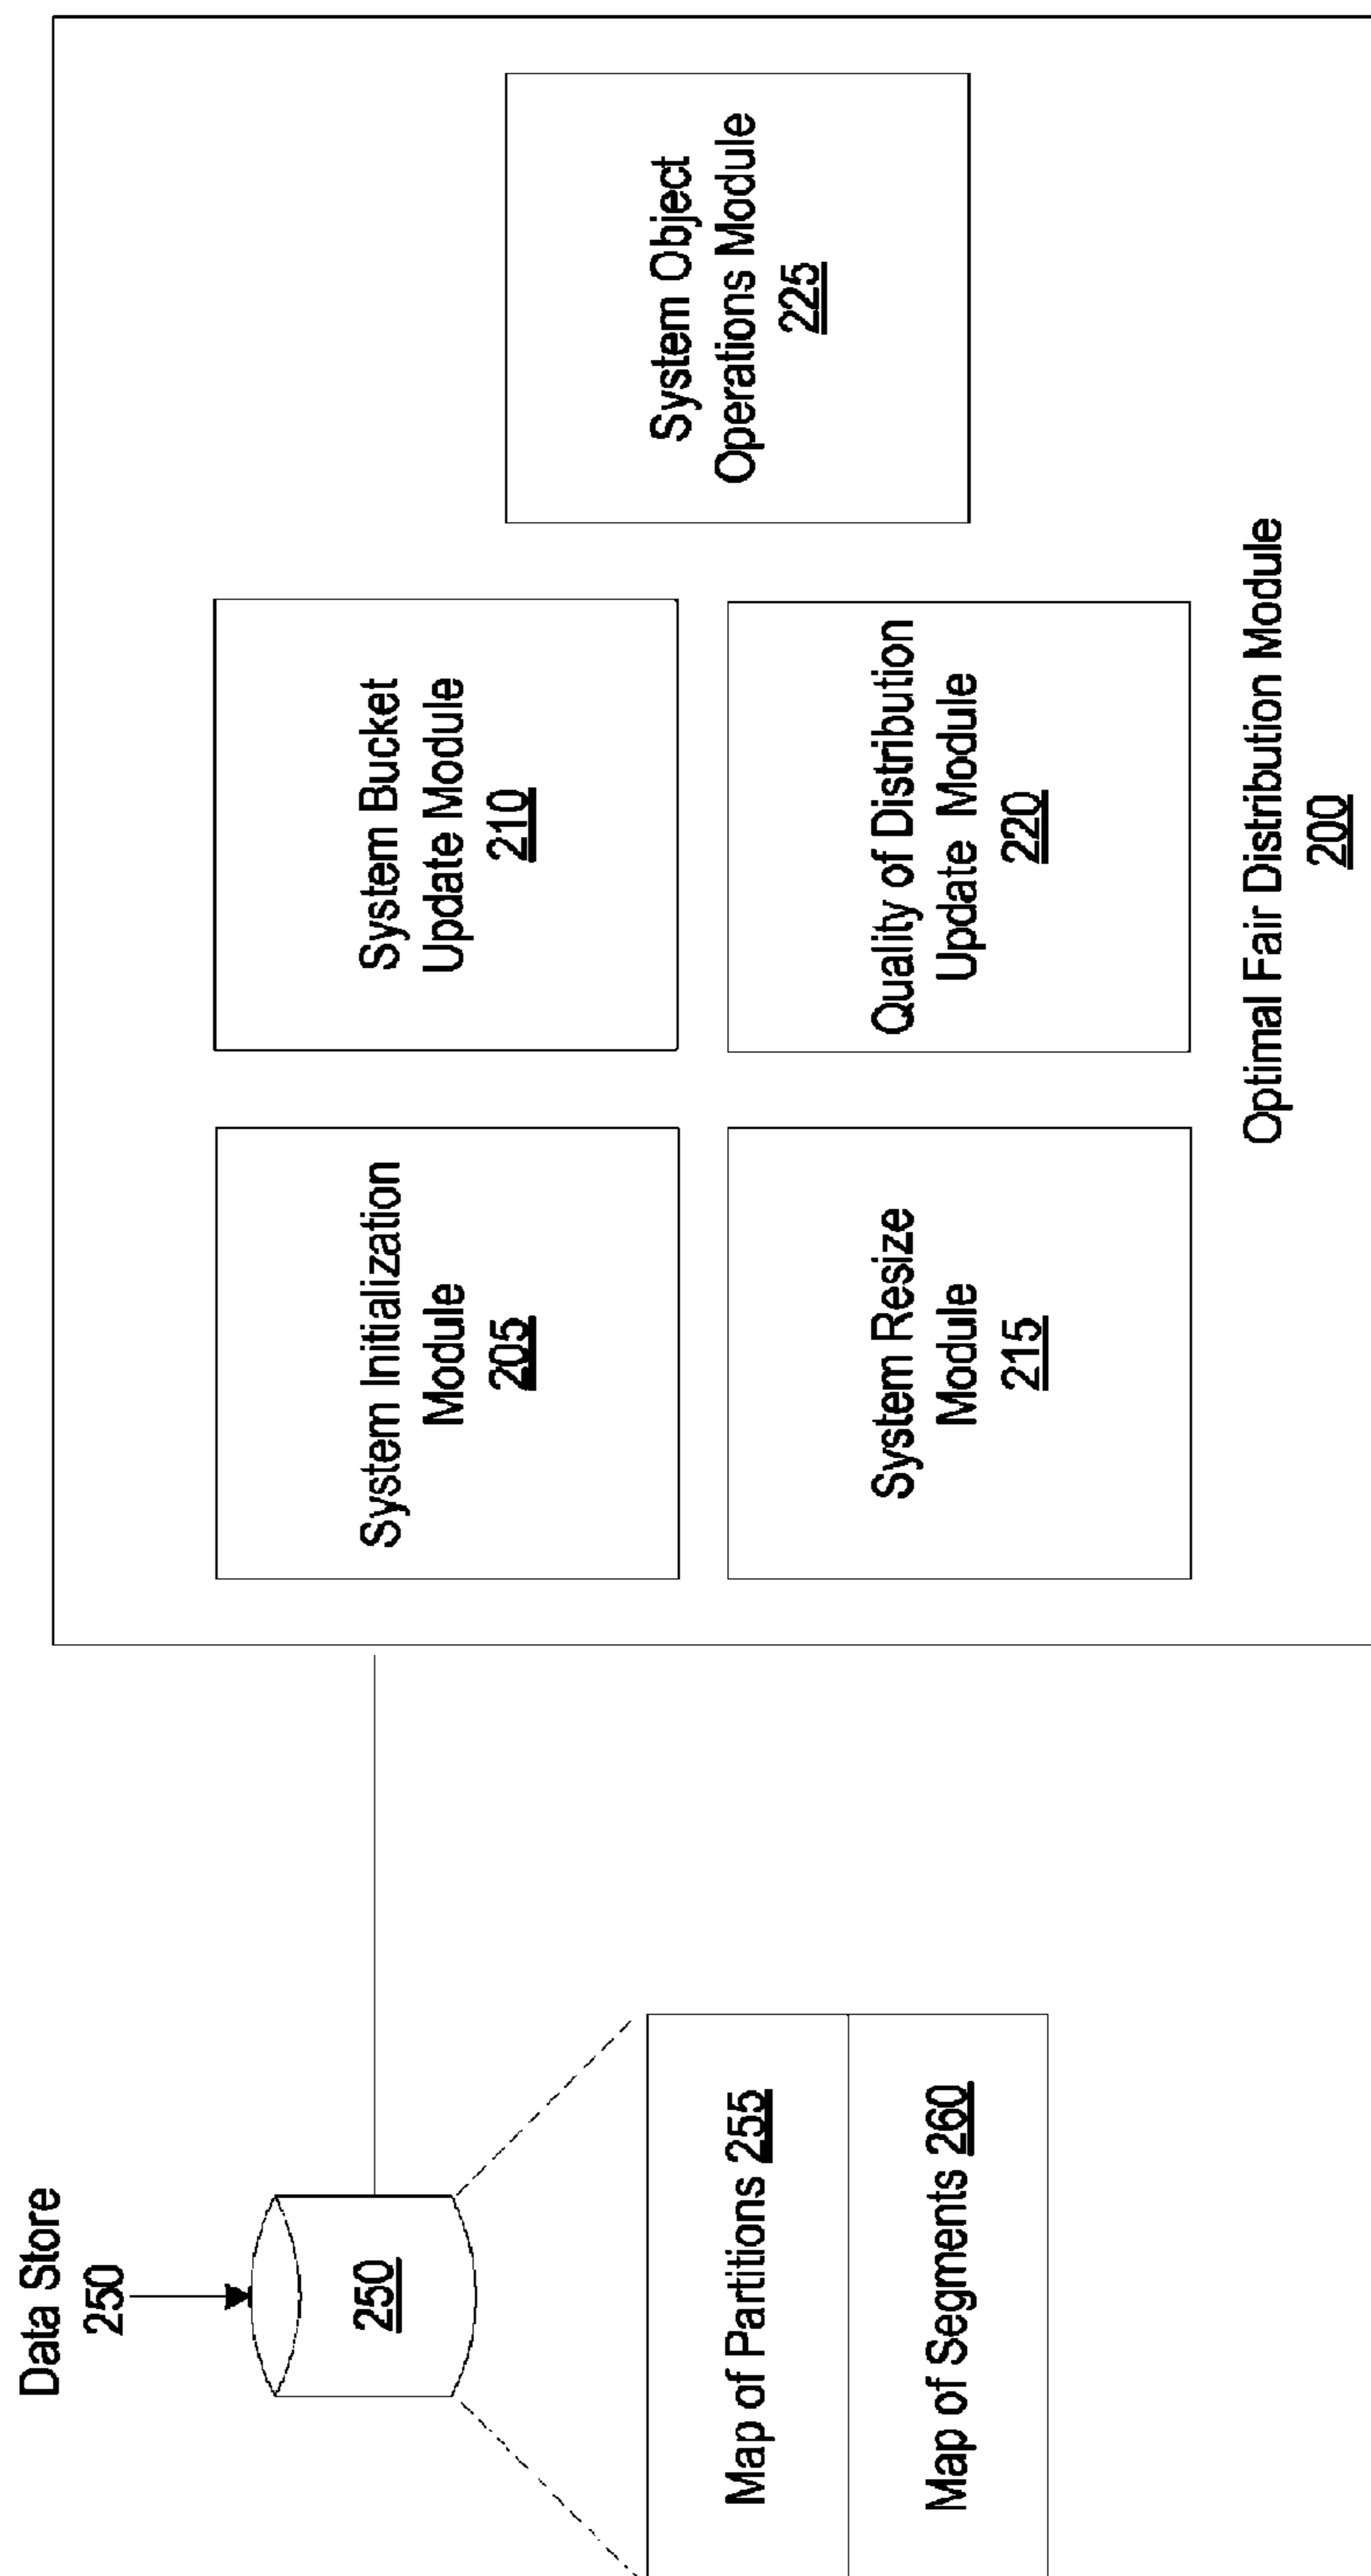 Data Store
250
250
Map of Partitions 255
Map of Segments 260
System Initialization
Module
205
System Bucket
Update Module
210
System Resize
Module
215
Quality of Distribution
Update Module
220
System Object
Operations Module
225
Optimal Fair Distribution Module
200